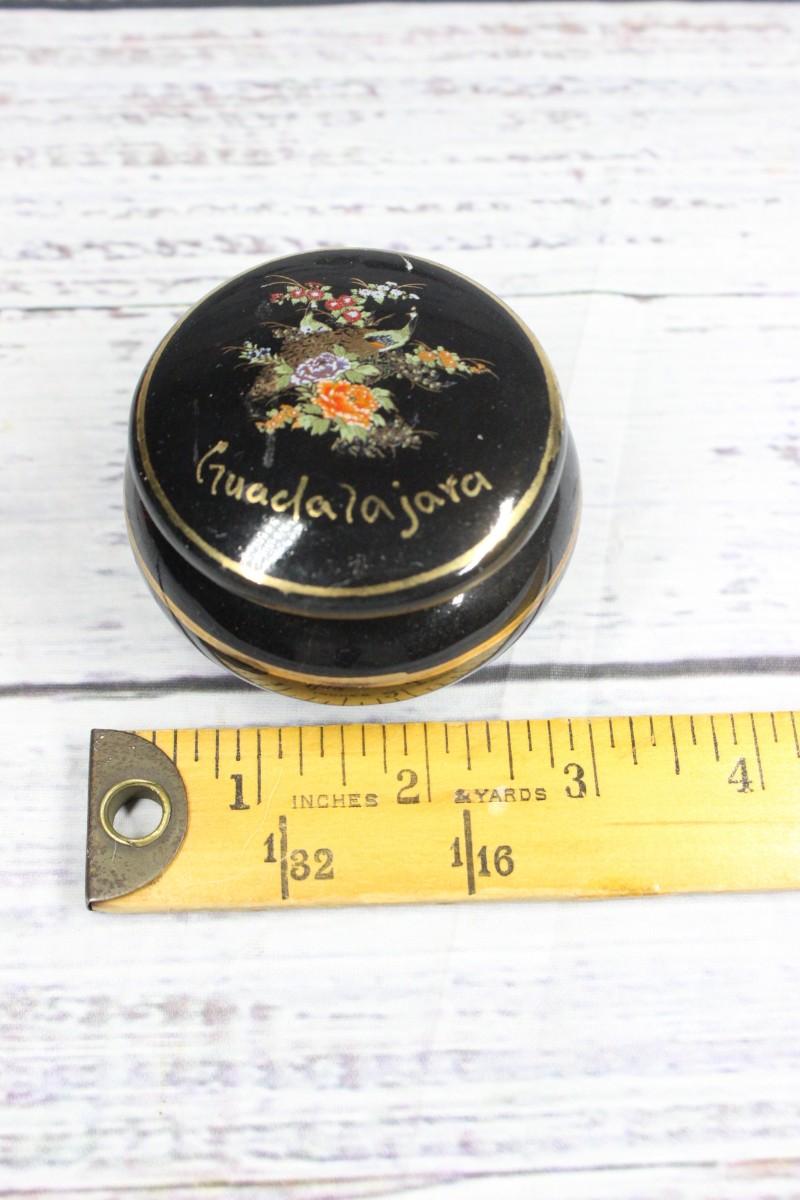 Guadalajara
1 INCHES 2 & YARDS 3 4
1/32 1/16